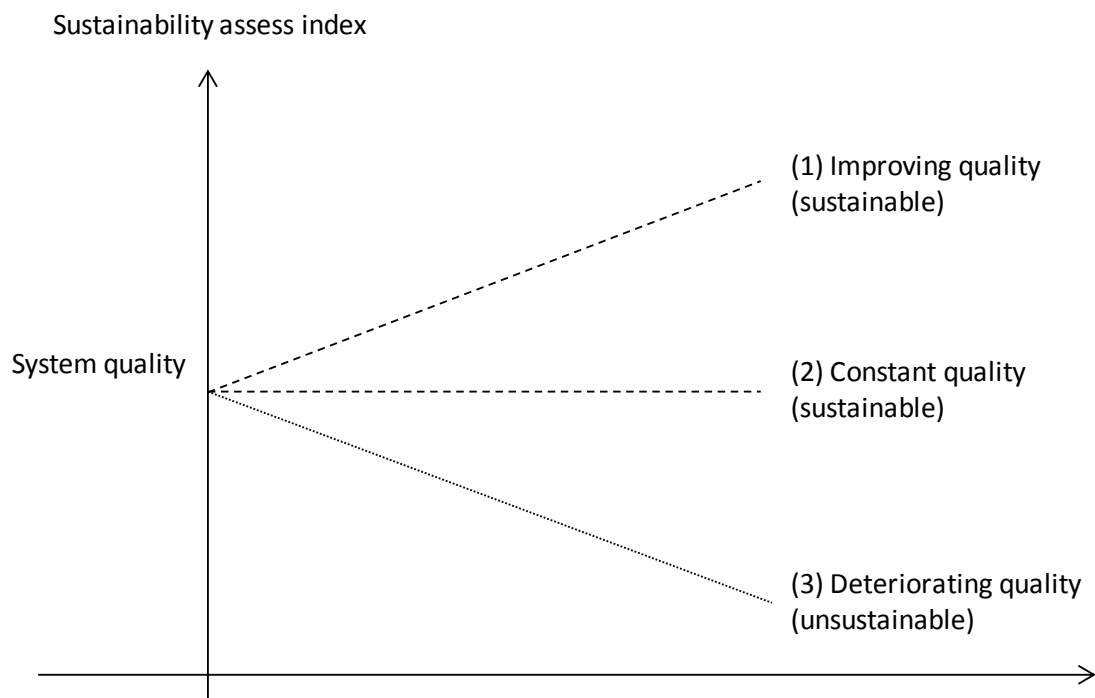 Sustainability assess index
(1) Improving quality
(sustainable)
System quality
(2) Constant quality
(sustainable)
(3) Deteriorating quality
(unsustainable)